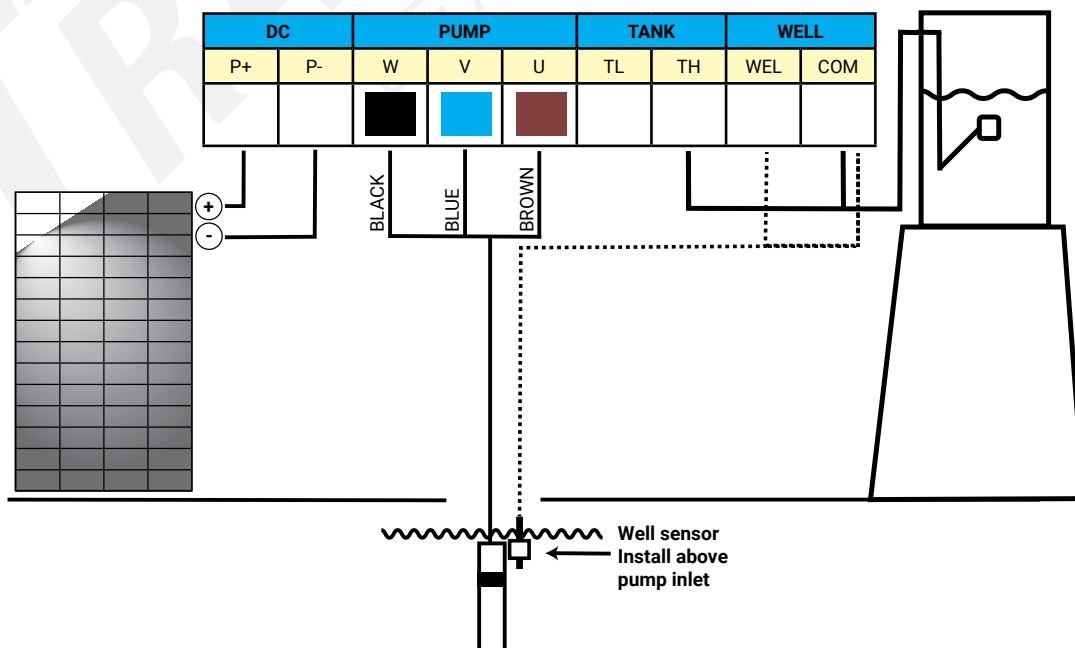 DC PUMP TANK WELL
P+ P- W V U TL TH WEL COM
BLACK
BLUE
BROWN
+
-
Well sensor
Install above
pump inlet